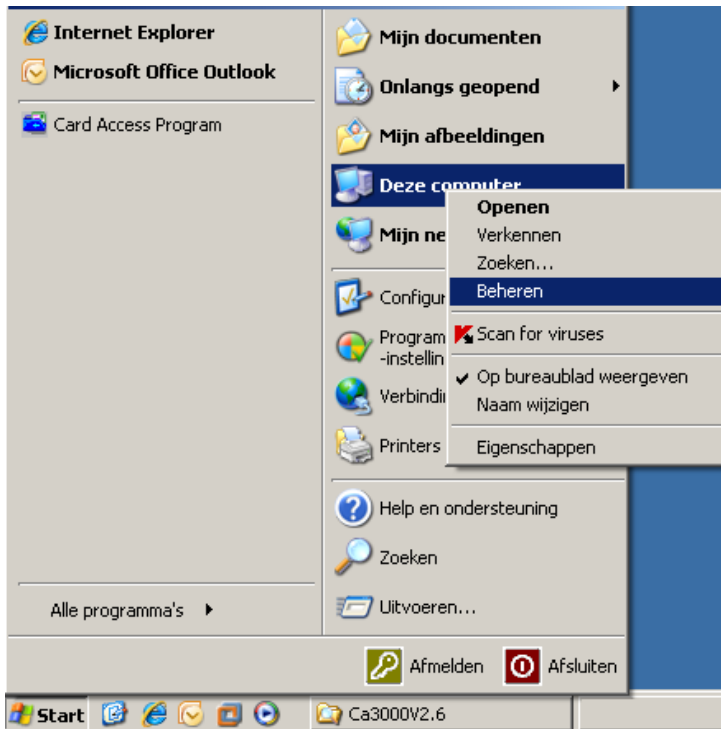 Internet Explorer
Microsoft Office Outlook
Card Access Program
Alle programma's
Mijn documenten
Onlangs geopend
Mijn afbeeldingen
Deze computer
Mijn ne
Configur
Program
-instellin
Verbindi
Printers
Help en ondersteuning
Zoeken
Uitvoeren...
Openen
Verkennen
Zoeken...
Beheren
Scan for viruses
Op bureaublad weergeven
Naam wijzigen
Eigenschappen
Afmelden
Afsluiten
Start
Ca3000V2.6